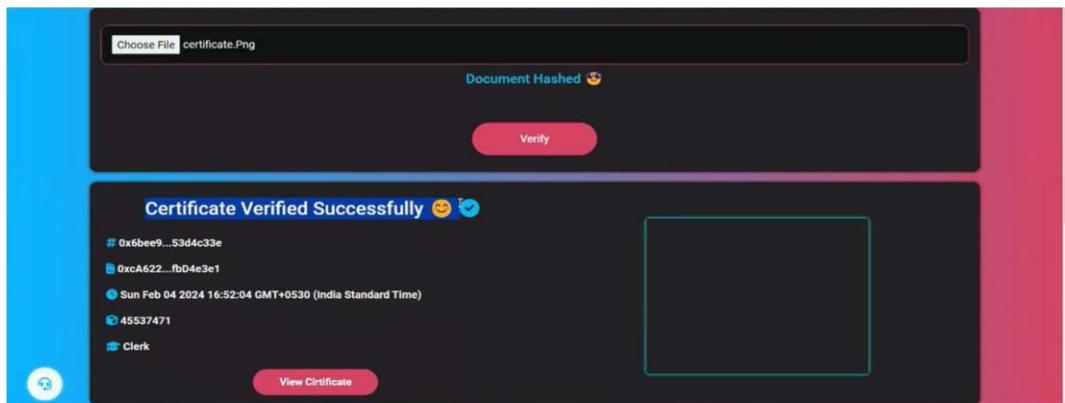 Choose File certificate.Png
Document Hashed
Verify
Certificate Verified Successfully
# 0x6bee9...53d4c33e
0xcA622...fbD4e3e1
Sun Feb 04 2024 16:52:04 GMT+0530 (India Standard Time)
45537471
Clerk
View Cirtificate